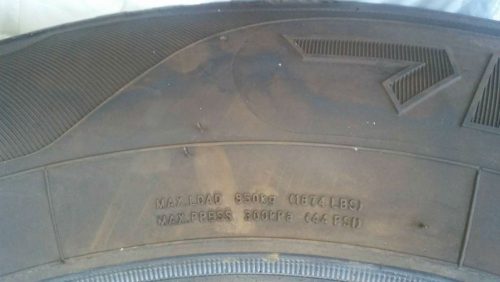 MAX.LOAD 850kg (1874 LBS)
MAX.PRESS 300KPa (44 PSI)